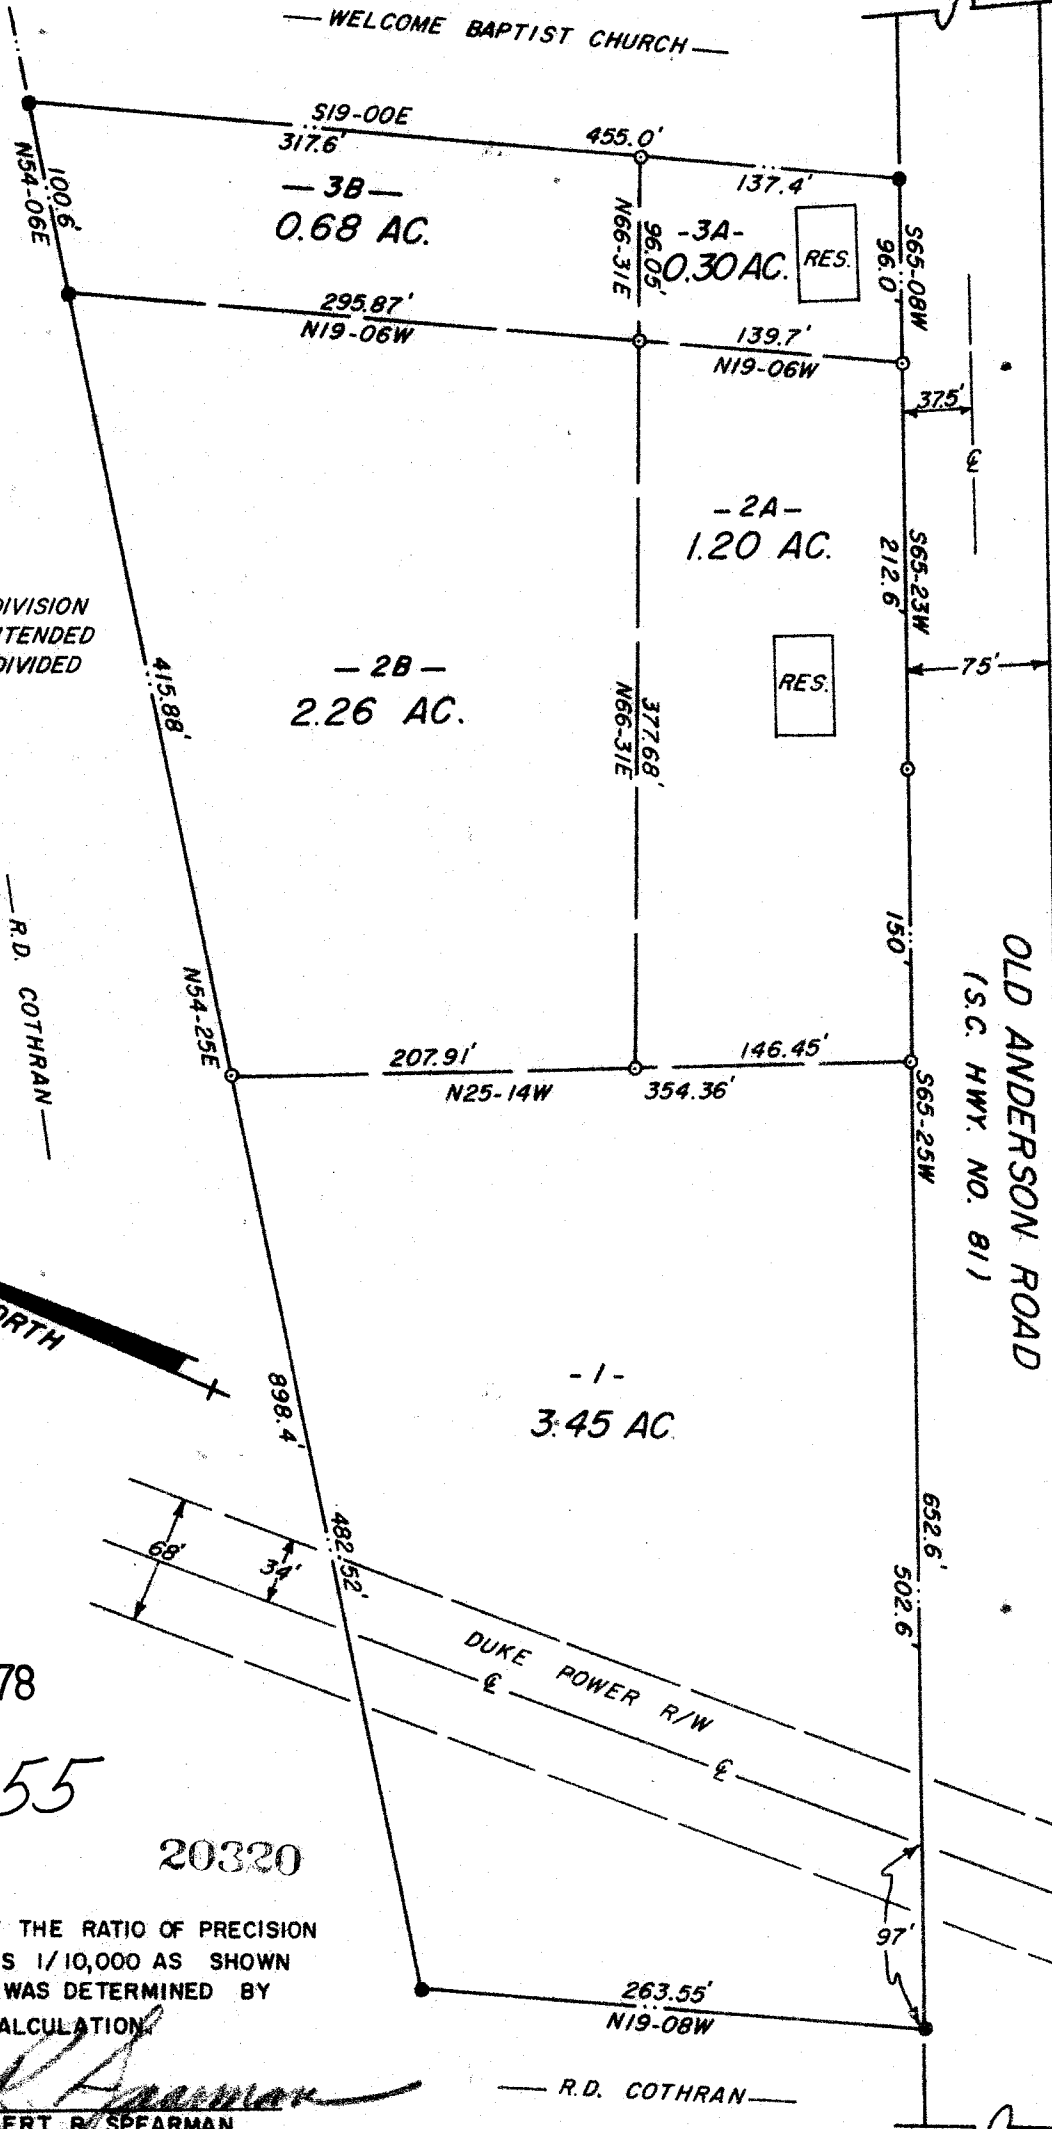 WELCOME BAPTIST CHURCH
S19-00E
317.6'
455.0'
137.4'
N54-06E
100.6'
-3B-
0.68 AC.
N66-31E
96.05'
-3A-
0.30 AC.
RES.
S65-08W
96.0'
295.87'
N19-06W
139.7'
N19-06W
37.5'
℄
-2A-
1.20 AC.
S65-23W
212.6'
DIVISION
TENDED
DIVIDED
415.88'
-2B-
2.26 AC.
N66-31E
377.68'
RES.
75'
R.D. COTHRAN
N54-25E
150'
OLD ANDERSON ROAD
(S.C. HWY. NO. 81)
207.91'
N25-14W
146.45'
354.36'
S65-25W
ORTH
898.4'
-1-
3.45 AC.
482.52'
652.6'
502.6'
68'
34'
DUKE POWER R/W
℄
℄
78
55
20320
97'
THE RATIO OF PRECISION
S 1/10,000 AS SHOWN
WAS DETERMINED BY
ALCULATION.
263.55'
N19-08W
R.D. COTHRAN
ERT R. SPEARMAN